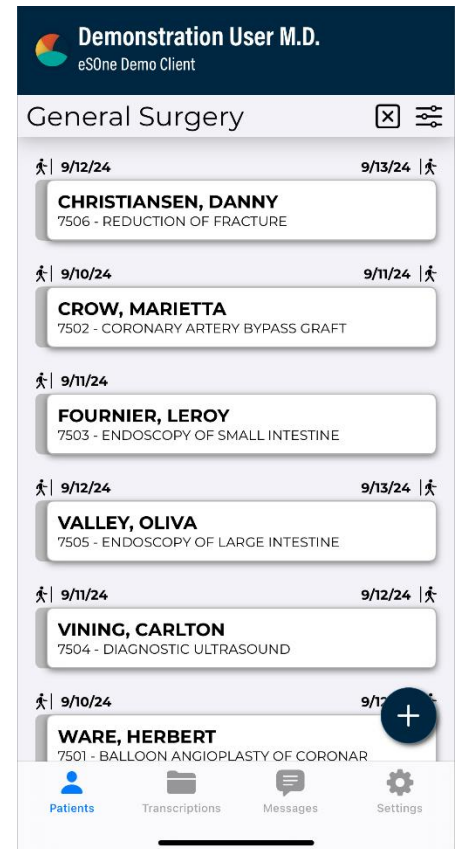 Demonstration User M.D.
eSOne Demo Client
General Surgery
9/12/24 9/13/24
CHRISTIANSEN, DANNY
7506 - REDUCTION OF FRACTURE
9/10/24 9/11/24
CROW, MARIETTA
7502 - CORONARY ARTERY BYPASS GRAFT
9/11/24
FOURNIER, LEROY
7503 - ENDOSCOPY OF SMALL INTESTINE
9/12/24 9/13/24
VALLEY, OLIVA
7505 - ENDOSCOPY OF LARGE INTESTINE
9/11/24 9/12/24
VINING, CARLTON
7504 - DIAGNOSTIC ULTRASOUND
9/10/24
WARE, HERBERT
7501 - BALLOON ANGIOPLASTY OF CORONAR
Patients Transcriptions Messages Settings